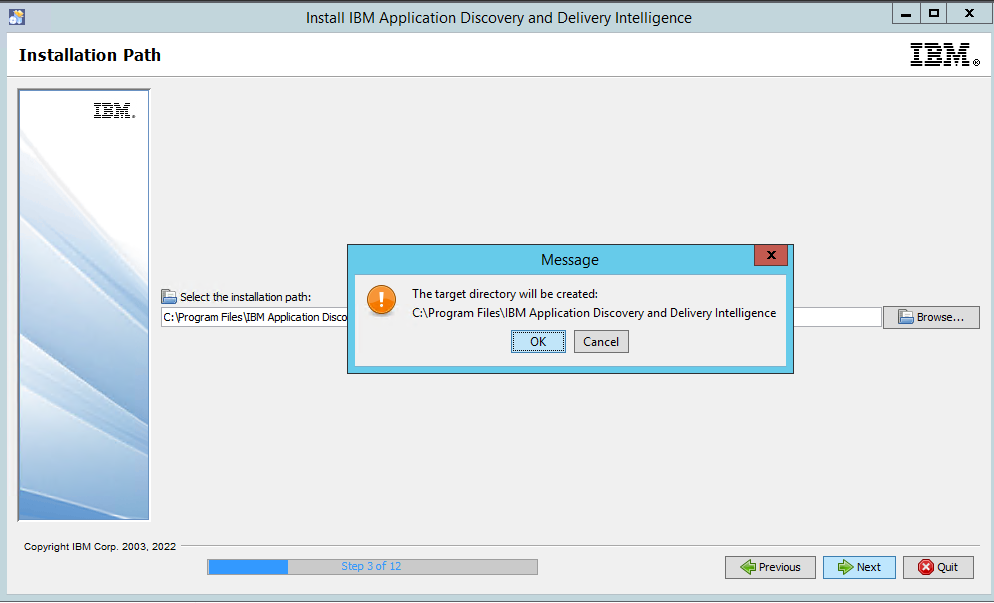 Install IBM Application Discovery and Delivery Intelligence
Installation Path
IBM®
IBM®
Select the installation path:
C:\Program Files\IBM Application Disco
Browse...
Message
The target directory will be created:
C:\Program Files\IBM Application Discovery and Delivery Intelligence
OK
Cancel
Copyright IBM Corp. 2003, 2022
Step 3 of 12
Previous
Next
Quit